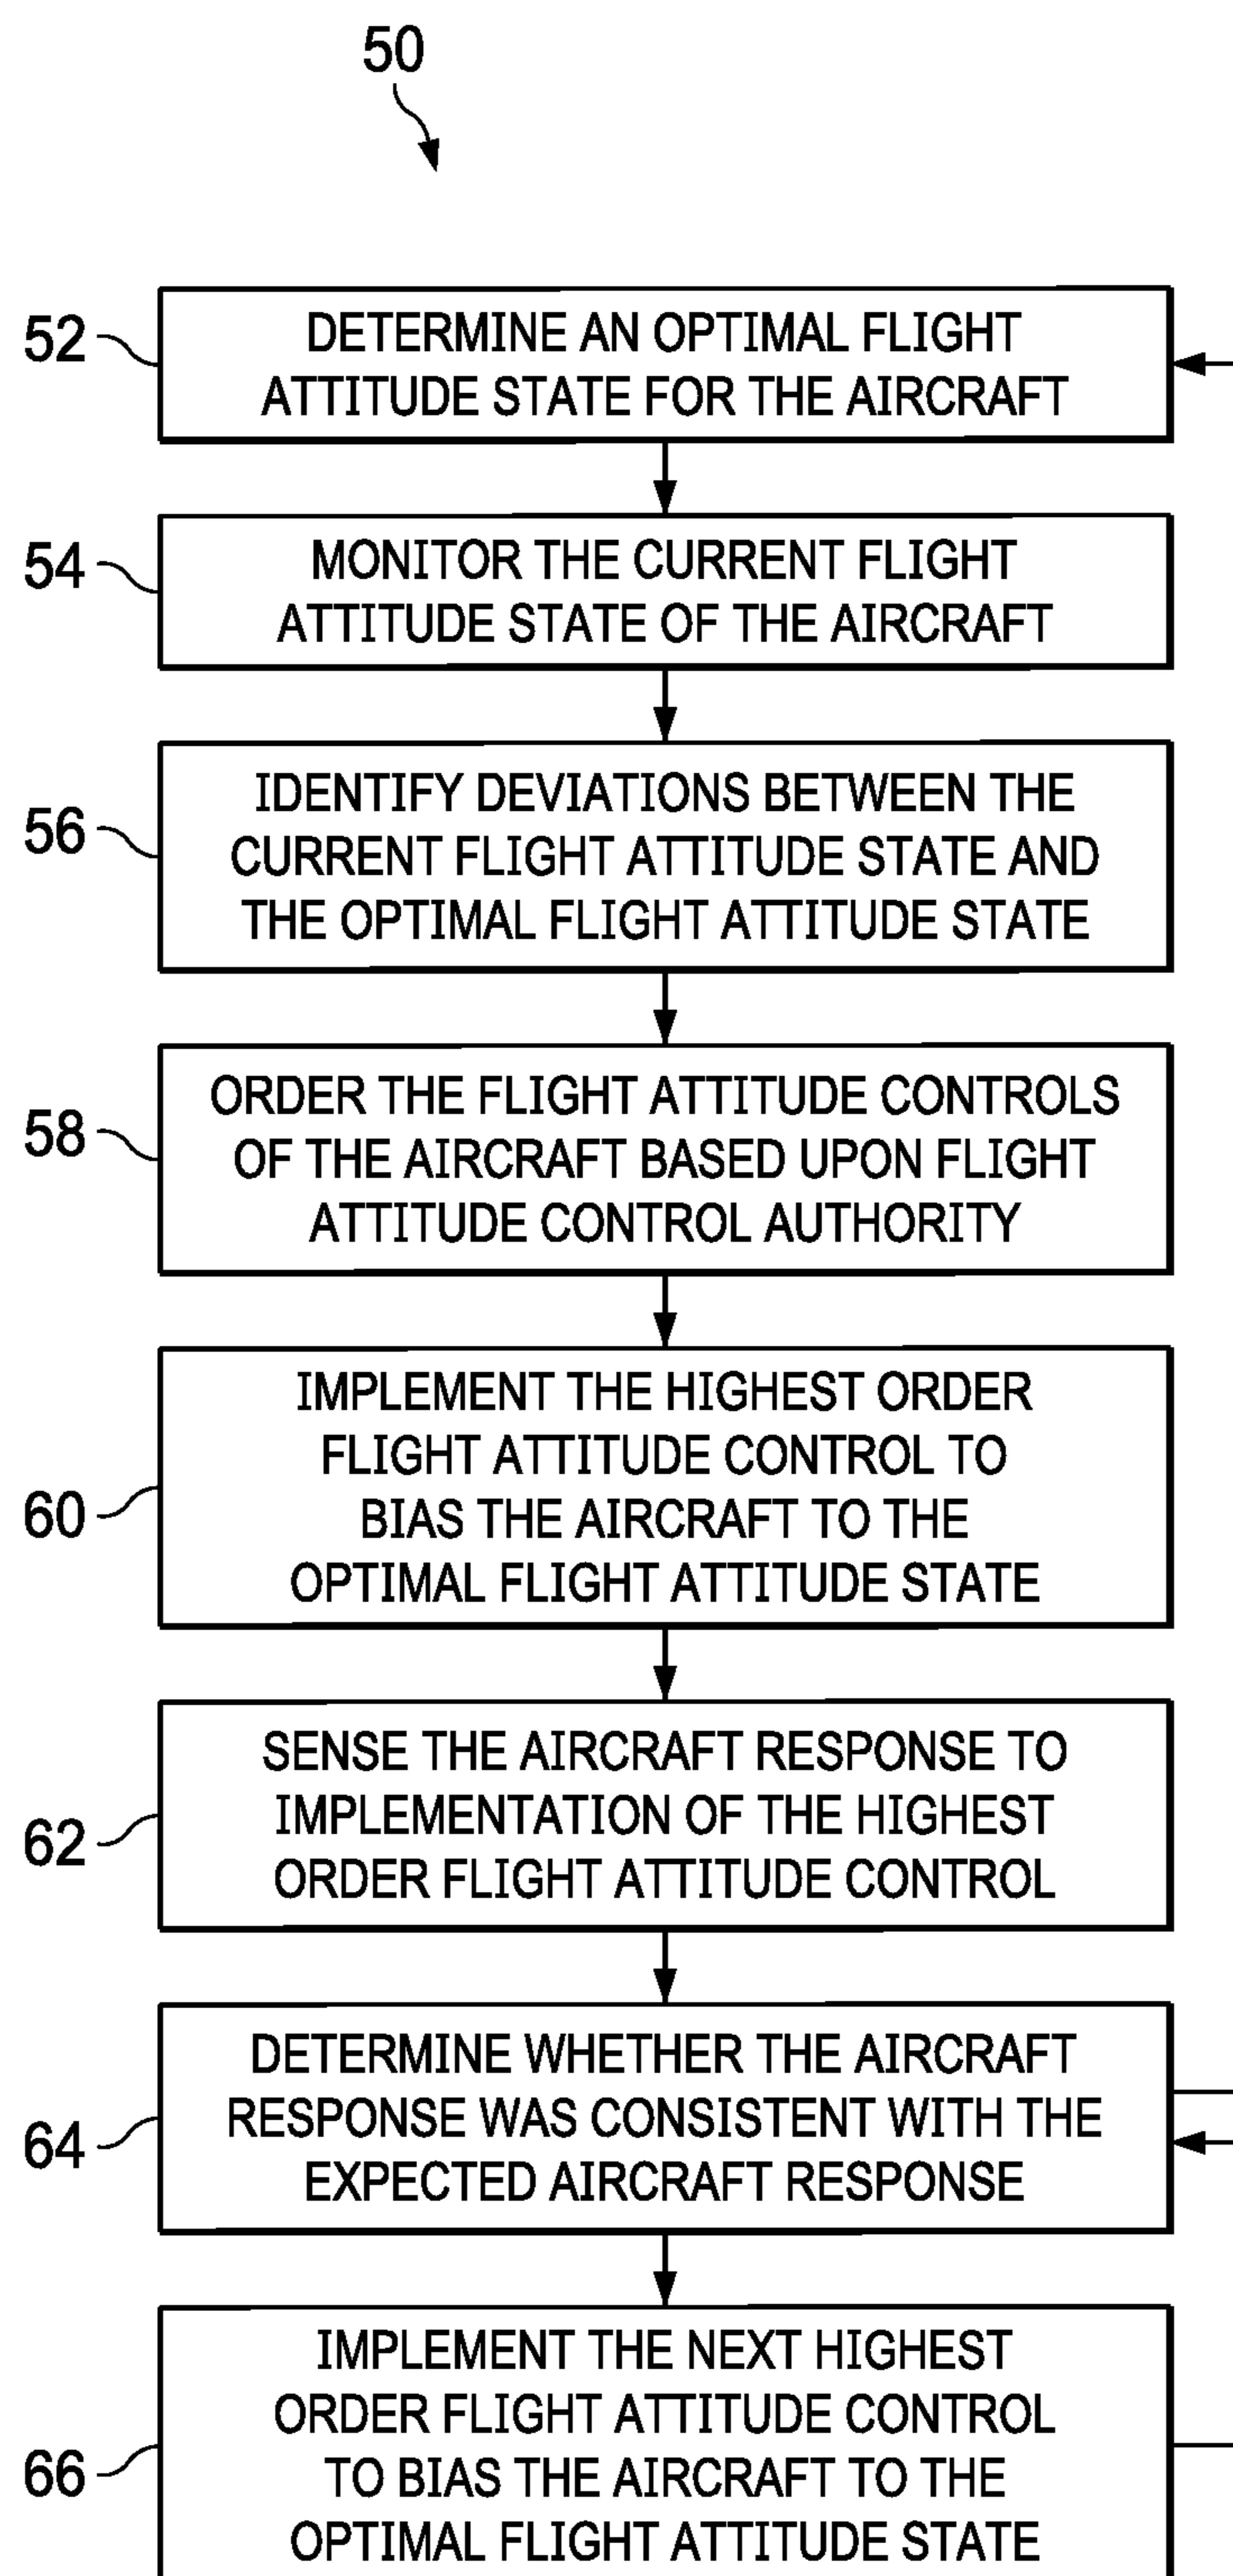 50
52
DETERMINE AN OPTIMAL FLIGHT
ATTITUDE STATE FOR THE AIRCRAFT
54
MONITOR THE CURRENT FLIGHT
ATTITUDE STATE OF THE AIRCRAFT
56
IDENTIFY DEVIATIONS BETWEEN THE
CURRENT FLIGHT ATTITUDE STATE AND
THE OPTIMAL FLIGHT ATTITUDE STATE
58
ORDER THE FLIGHT ATTITUDE CONTROLS
OF THE AIRCRAFT BASED UPON FLIGHT
ATTITUDE CONTROL AUTHORITY
60
IMPLEMENT THE HIGHEST ORDER
FLIGHT ATTITUDE CONTROL TO
BIAS THE AIRCRAFT TO THE
OPTIMAL FLIGHT ATTITUDE STATE
62
SENSE THE AIRCRAFT RESPONSE TO
IMPLEMENTATION OF THE HIGHEST
ORDER FLIGHT ATTITUDE CONTROL
64
DETERMINE WHETHER THE AIRCRAFT
RESPONSE WAS CONSISTENT WITH THE
EXPECTED AIRCRAFT RESPONSE
66
IMPLEMENT THE NEXT HIGHEST
ORDER FLIGHT ATTITUDE CONTROL
TO BIAS THE AIRCRAFT TO THE
OPTIMAL FLIGHT ATTITUDE STATE